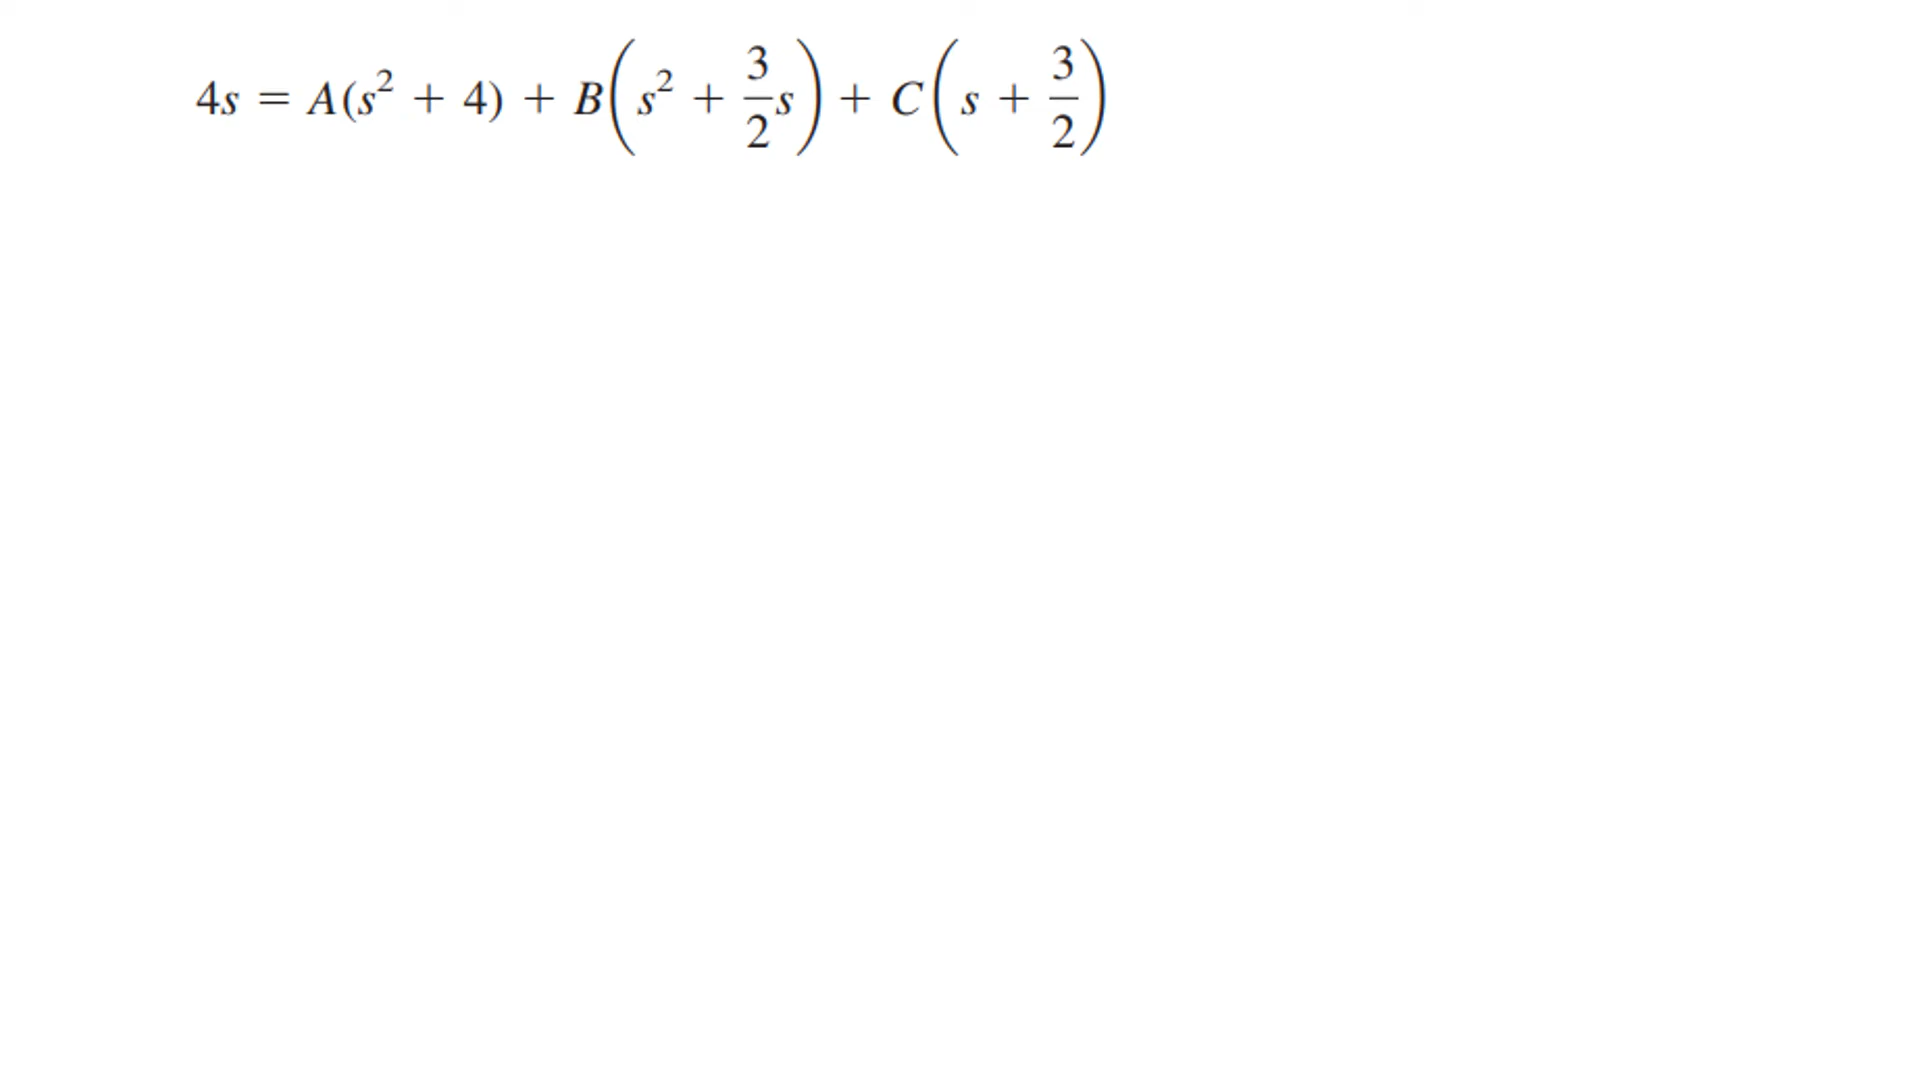 4s = A(s² + 4) + B(s² + 3/2 s) + C(s + 3/2)